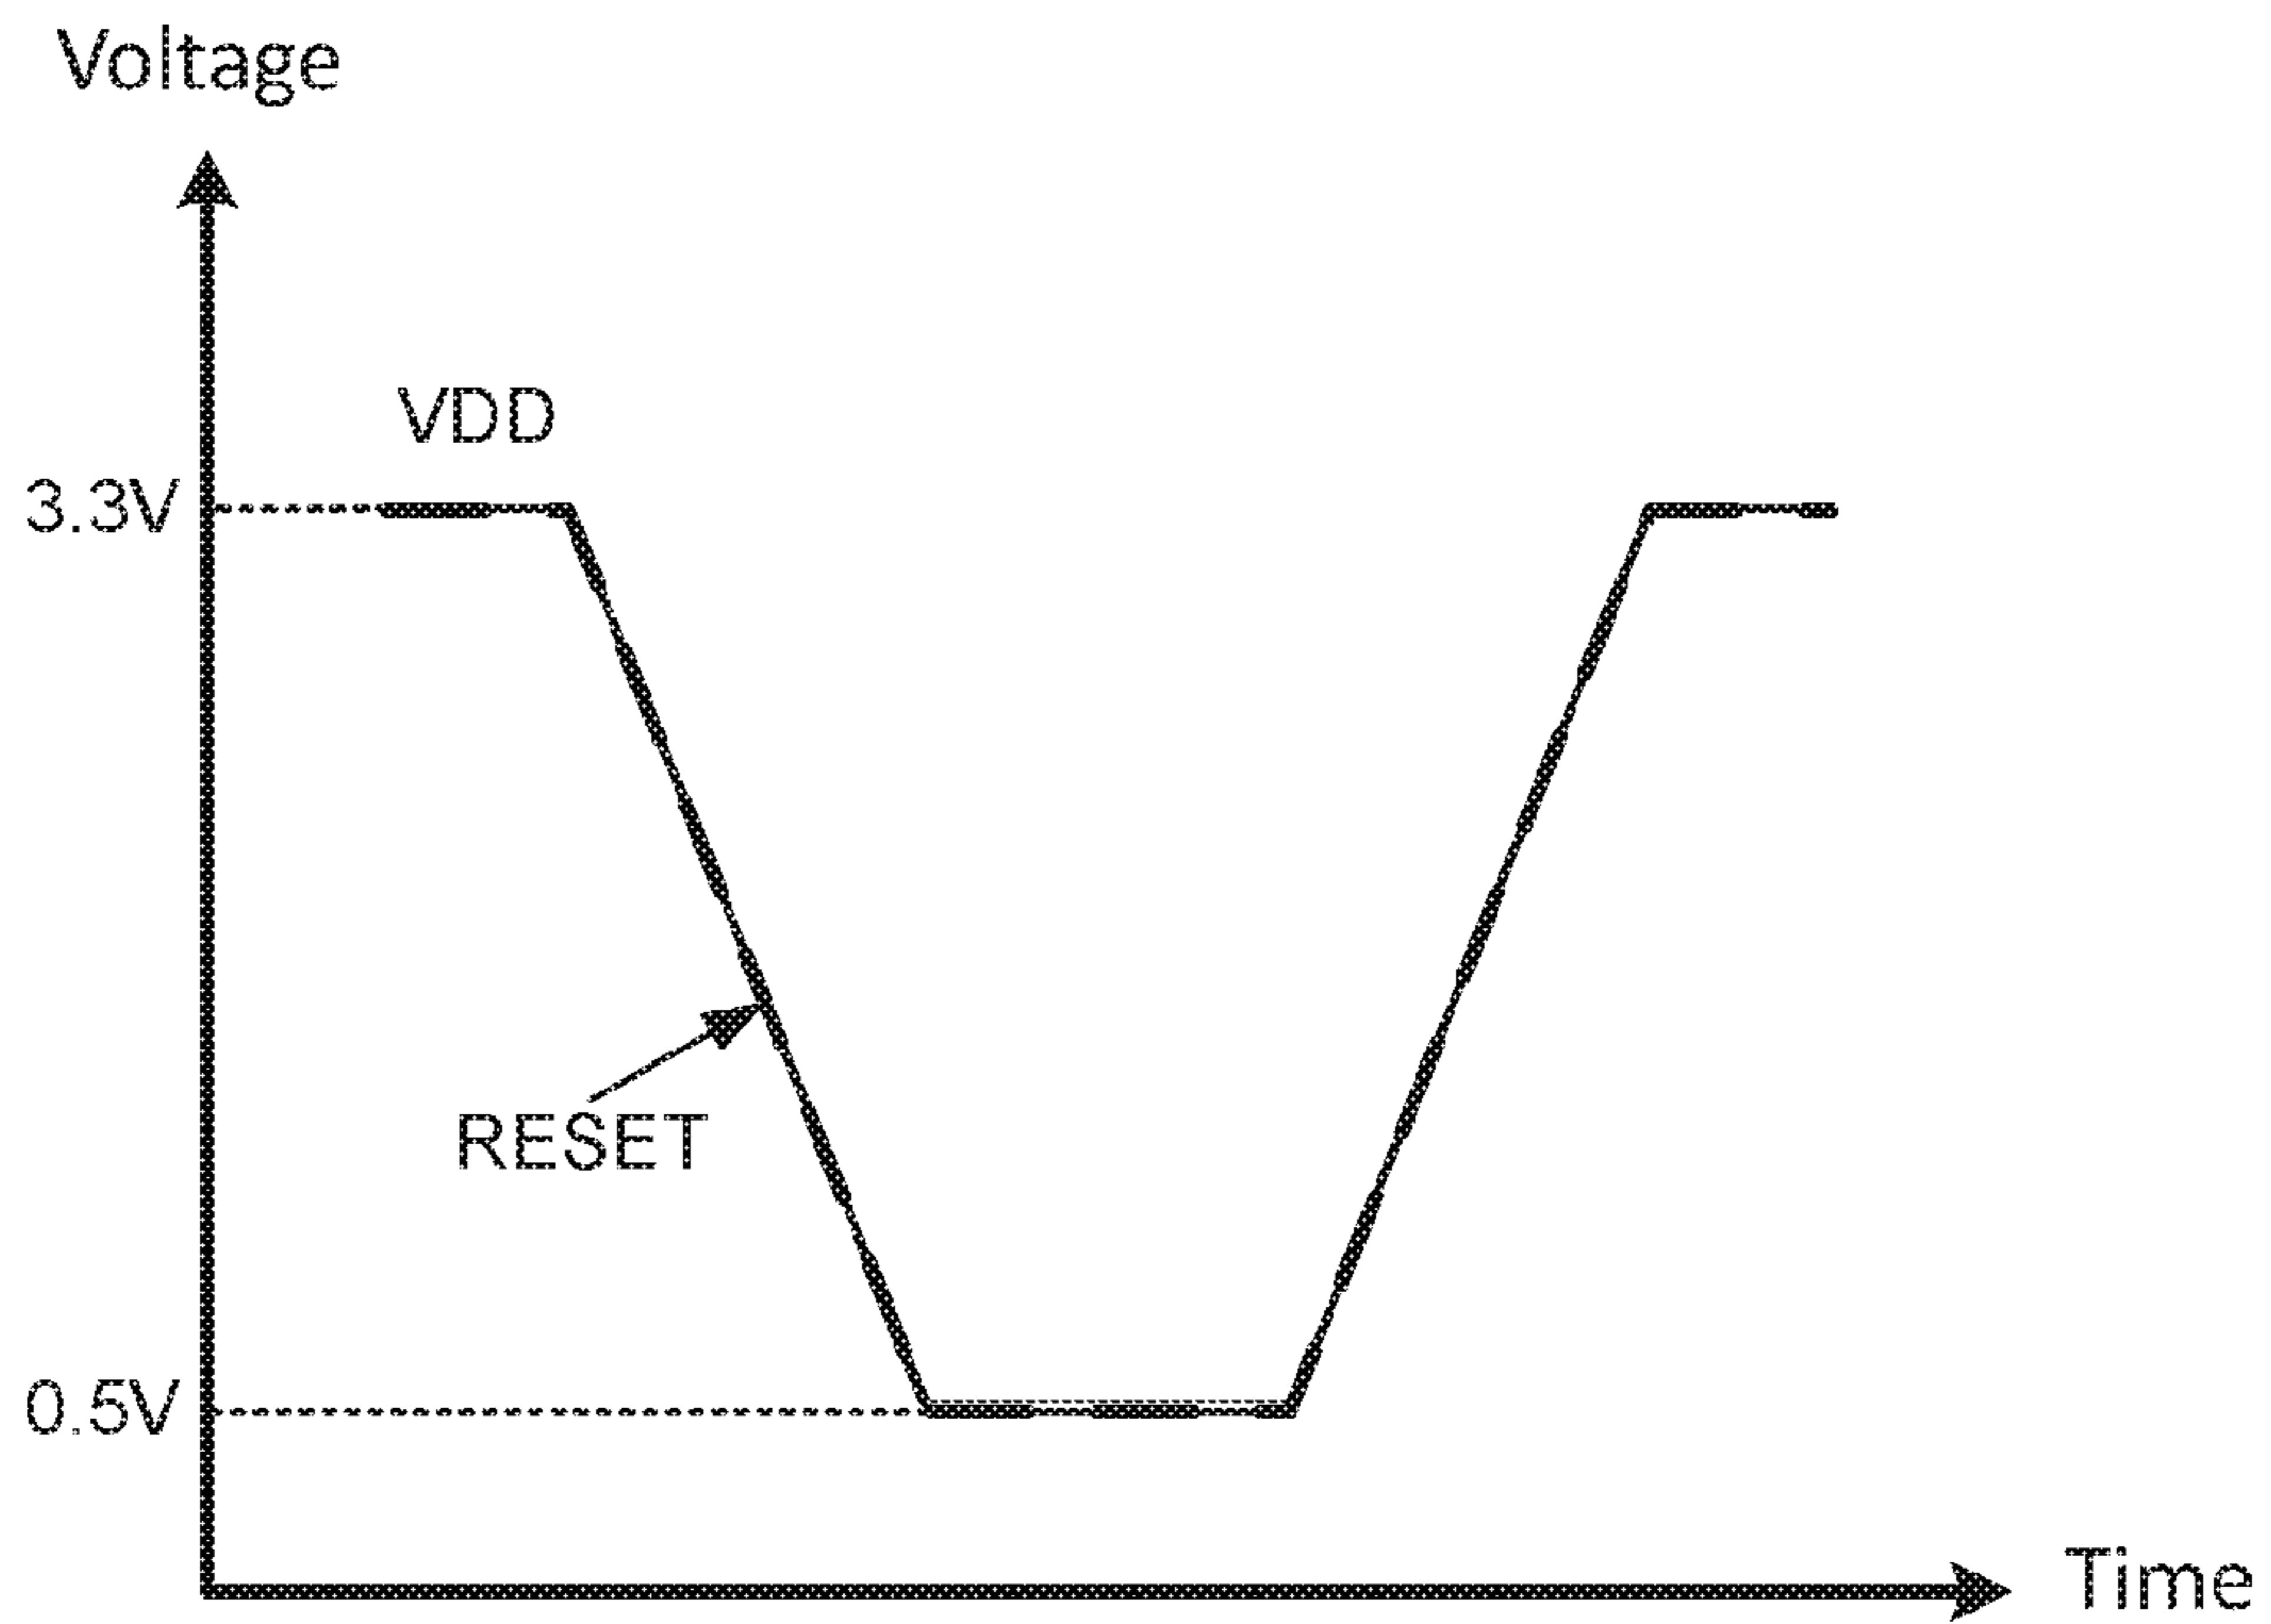 Voltage
VDD
3.3V
RESET
0.5V
Time